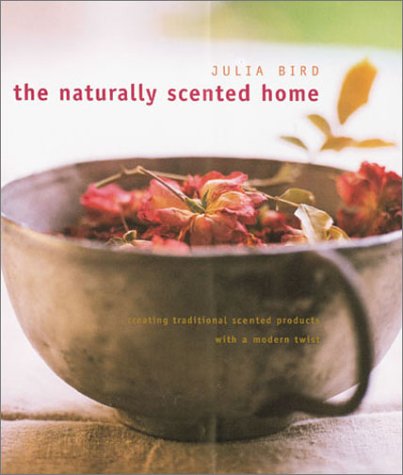 JULIA BIRD
the naturally scented home
creating traditional scented products
with a modern twist